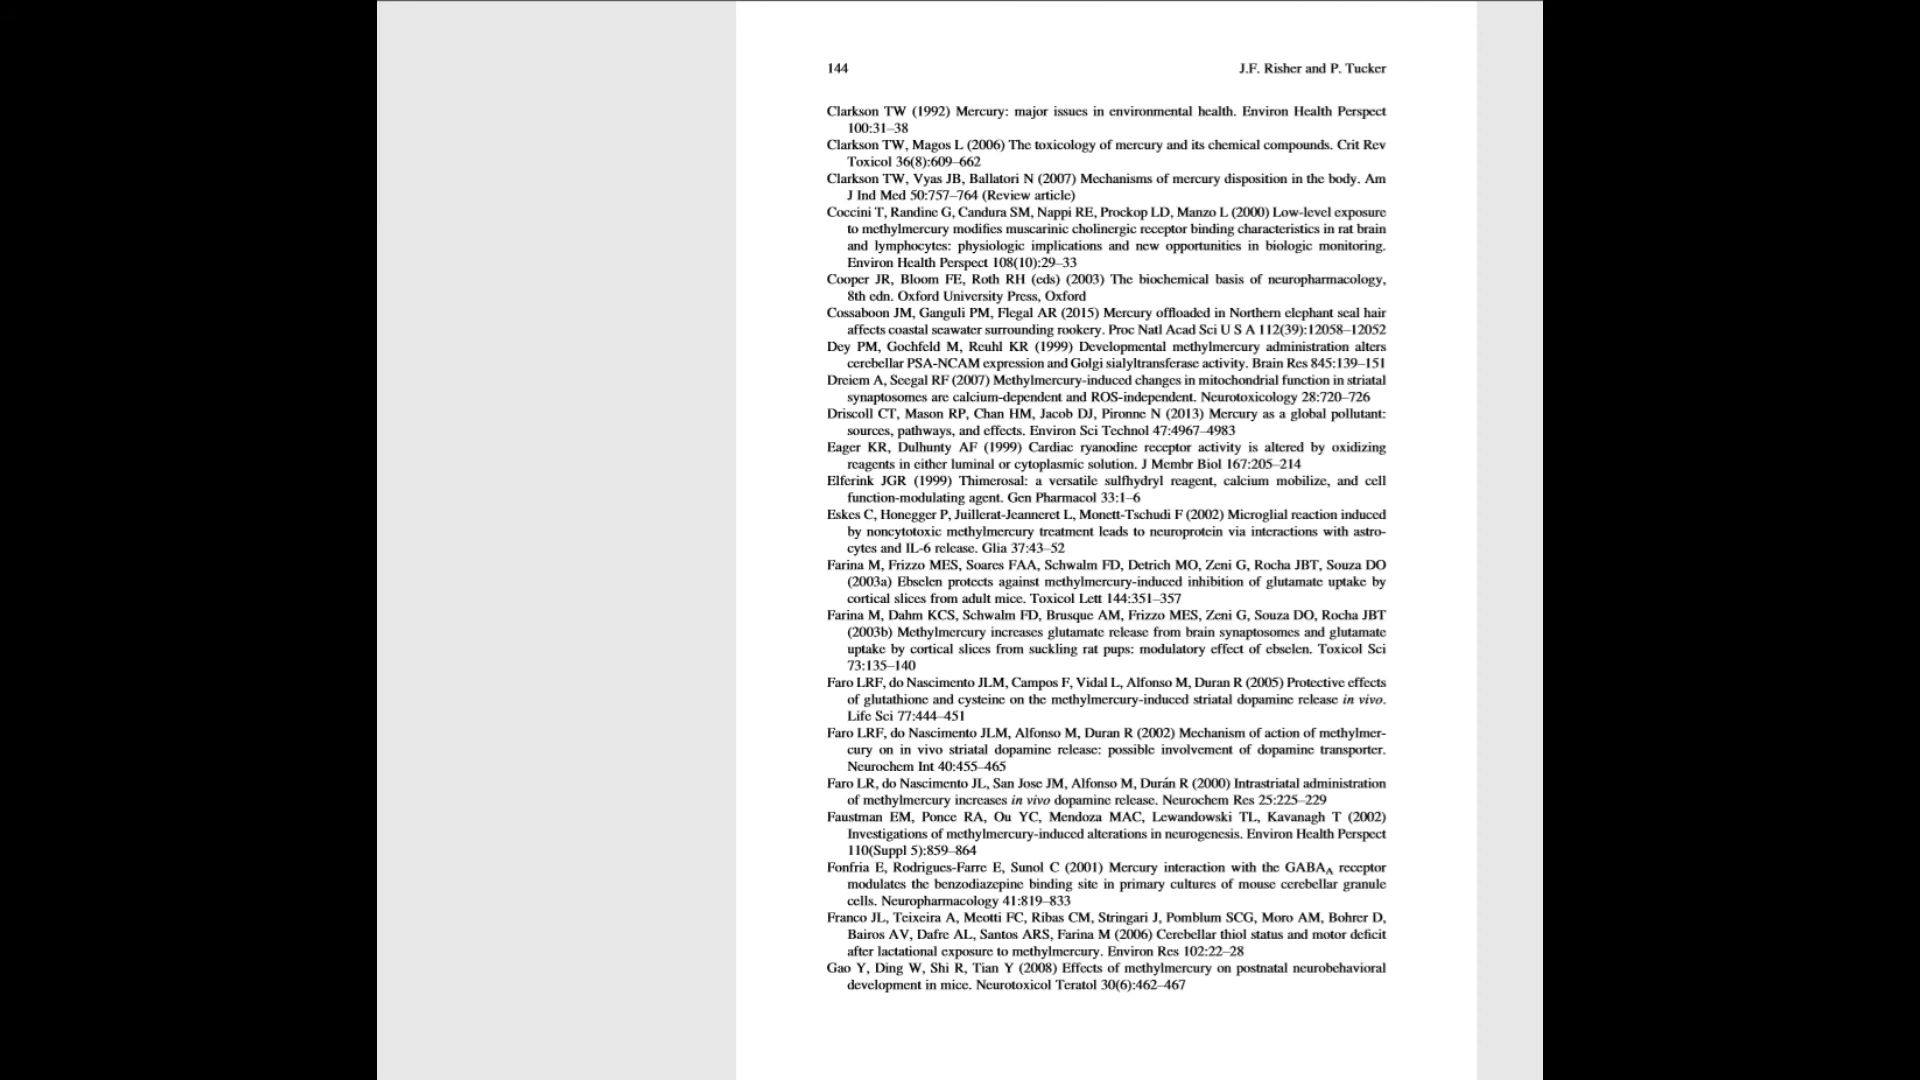 144 J.F. Risher and P. Tucker
Clarkson TW (1992) Mercury: major issues in environmental health. Environ Health Perspect
100:31–38
Clarkson TW, Magos L (2006) The toxicology of mercury and its chemical compounds. Crit Rev
Toxicol 36(8):609–662
Clarkson TW, Vyas JB, Ballatori N (2007) Mechanisms of mercury disposition in the body. Am
J Ind Med 50:757–764 (Review article)
Coccini T, Randine G, Candura SM, Nappi RE, Prockop LD, Manzo L (2000) Low-level exposure
to methylmercury modifies muscarinic cholinergic receptor binding characteristics in rat brain
and lymphocytes: physiologic implications and new opportunities in biologic monitoring.
Environ Health Perspect 108(10):29–33
Cooper JR, Bloom FE, Roth RH (eds) (2003) The biochemical basis of neuropharmacology,
8th edn. Oxford University Press, Oxford
Cossaboon JM, Ganguli PM, Flegal AR (2015) Mercury offloaded in Northern elephant seal hair
affects coastal seawater surrounding rookery. Proc Natl Acad Sci U S A 112(39):12058–12052
Dey PM, Gochfeld M, Reuhl KR (1999) Developmental methylmercury administration alters
cerebellar PSA-NCAM expression and Golgi sialyltransferase activity. Brain Res 845:139–151
Dreiem A, Seegal RF (2007) Methylmercury-induced changes in mitochondrial function in striatal
synaptosomes are calcium-dependent and ROS-independent. Neurotoxicology 28:720–726
Driscoll CT, Mason RP, Chan HM, Jacob DJ, Pironne N (2013) Mercury as a global pollutant:
sources, pathways, and effects. Environ Sci Technol 47:4967–4983
Eager KR, Dulhunty AF (1999) Cardiac ryanodine receptor activity is altered by oxidizing
reagents in either luminal or cytoplasmic solution. J Membr Biol 167:205–214
Elferink JGR (1999) Thimerosal: a versatile sulfhydryl reagent, calcium mobilize, and cell
function-modulating agent. Gen Pharmacol 33:1–6
Eskes C, Honegger P, Juillerat-Jeanneret L, Monett-Tschudi F (2002) Microglial reaction induced
by noncytotoxic methylmercury treatment leads to neuroprotein via interactions with astro-
cytes and IL-6 release. Glia 37:43–52
Farina M, Frizzo MES, Soares FAA, Schwalm FD, Detrich MO, Zeni G, Rocha JBT, Souza DO
(2003a) Ebselen protects against methylmercury-induced inhibition of glutamate uptake by
cortical slices from adult mice. Toxicol Lett 144:351–357
Farina M, Dahm KCS, Schwalm FD, Brusque AM, Frizzo MES, Zeni G, Souza DO, Rocha JBT
(2003b) Methylmercury increases glutamate release from brain synaptosomes and glutamate
uptake by cortical slices from suckling rat pups: modulatory effect of ebselen. Toxicol Sci
73:135–140
Faro LRF, do Nascimento JLM, Campos F, Vidal L, Alfonso M, Duran R (2005) Protective effects
of glutathione and cysteine on the methylmercury-induced striatal dopamine release in vivo.
Life Sci 77:444–451
Faro LRF, do Nascimento JLM, Alfonso M, Duran R (2002) Mechanism of action of methylmer-
cury on in vivo striatal dopamine release: possible involvement of dopamine transporter.
Neurochem Int 40:455–465
Faro LR, do Nascimento JL, San Jose JM, Alfonso M, Durán R (2000) Intrastriatal administration
of methylmercury increases in vivo dopamine release. Neurochem Res 25:225–229
Faustman EM, Ponce RA, Ou YC, Mendoza MAC, Lewandowski TL, Kavanagh T (2002)
Investigations of methylmercury-induced alterations in neurogenesis. Environ Health Perspect
110(Suppl 5):859–864
Fonfria E, Rodrigues-Farre E, Sunol C (2001) Mercury interaction with the GABAA receptor
modulates the benzodiazepine binding site in primary cultures of mouse cerebellar granule
cells. Neuropharmacology 41:819–833
Franco JL, Teixeira A, Meotti FC, Ribas CM, Stringari J, Pomblum SCG, Moro AM, Bohrer D,
Bairos AV, Dafre AL, Santos ARS, Farina M (2006) Cerebellar thiol status and motor deficit
after lactational exposure to methylmercury. Environ Res 102:22–28
Gao Y, Ding W, Shi R, Tian Y (2008) Effects of methylmercury on postnatal neurobehavioral
development in mice. Neurotoxicol Teratol 30(6):462–467